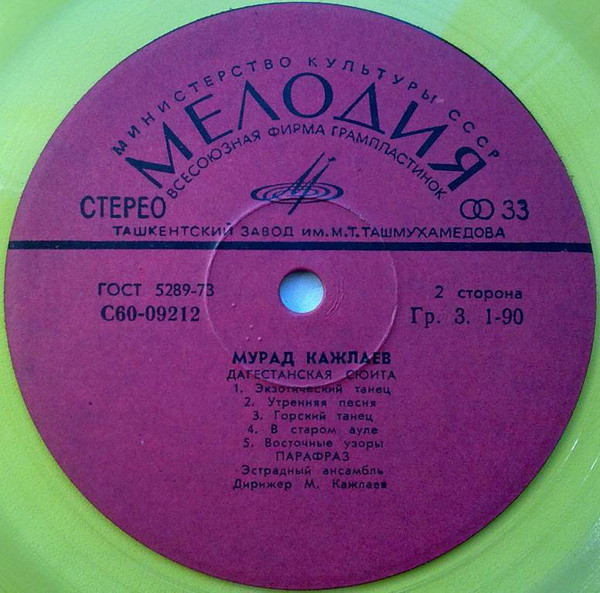 МИНИСТЕРСТВО КУЛЬТУРЫ СССР
МЕЛОДИЯ
ВСЕСОЮЗНАЯ ФИРМА ГРАМПЛАСТИНОК
СТЕРЕО
33
ТАШКЕНТСКИЙ ЗАВОД ИМ. М.Т. ТАШМУХАМЕДОВА
ГОСТ 5289-73
2 сторона
С60-09212
Гр. 3. 1-90
МУРАД КАЖЛАЕВ
ДАГЕСТАНСКАЯ СЮИТА
1. Экзотический танец
2. Утренняя песня
3. Горский танец
4. В старом ауле
5. Восточные узоры
ПАРАФРАЗ
Эстрадный ансамбль
Дирижер М. Кажлаев